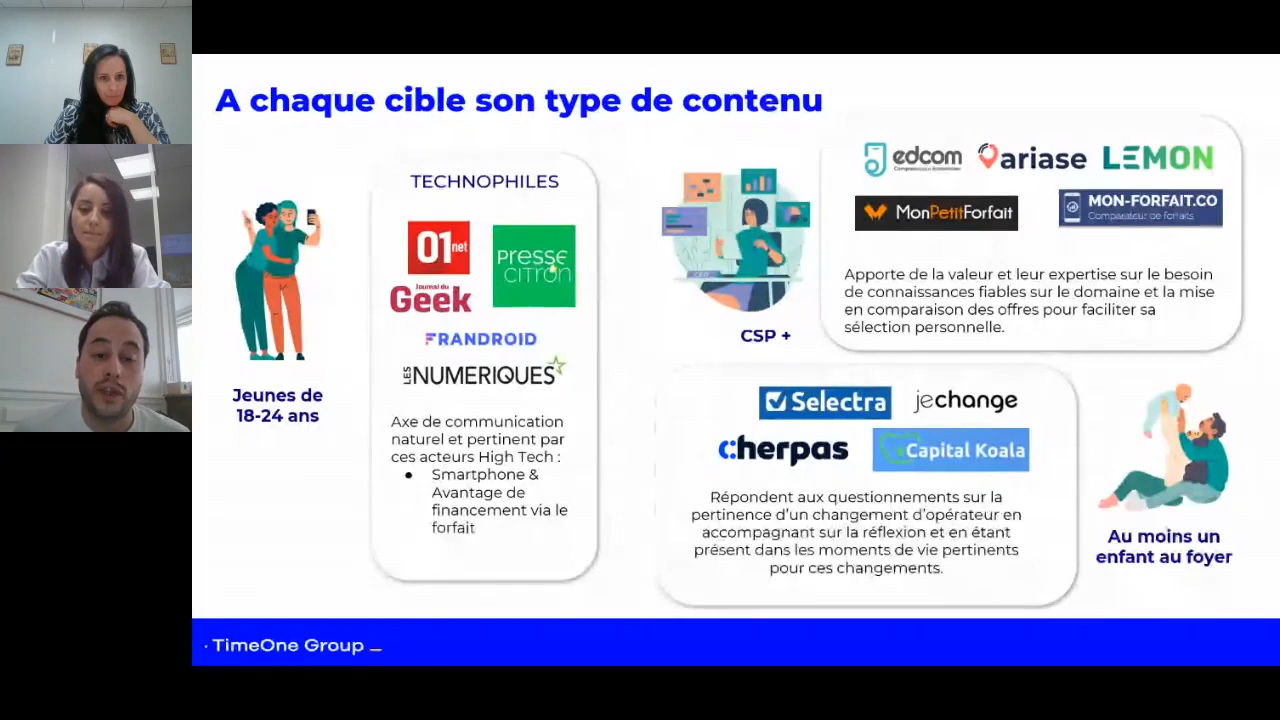 A chaque cible son type de contenu
Jeunes de
18-24 ans
TECHNOPHILES
01net
PRESSE
CITRON
Journal du
Geek
FRANDROID
LES NUMERIQUES
Axe de communication
naturel et pertinent par
ces acteurs High Tech :
● Smartphone &
Avantage de
financement via le
forfait
CSP +
edcom
ariase
LEMON
MonPetitForfait
MON-FORFAIT.CO
Comparateur de forfaits
Apporte de la valeur et leur expertise sur le besoin
de connaissances fiables sur le domaine et la mise
en comparaison des offres pour faciliter sa
sélection personnelle.
Selectra
jechange
cherpas
Capital Koala
Répondent aux questionnements sur la
pertinence d'un changement d'opérateur en
accompagnant sur la réflexion et en étant
présent dans les moments de vie pertinents
pour ces changements.
Au moins un
enfant au foyer
· TimeOne Group _